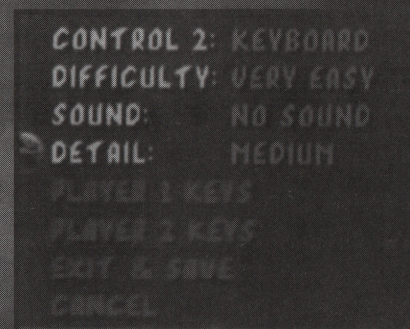 CONTROL 2: KEYBOARD
DIFFICULTY: VERY EASY
SOUND: NO SOUND
DETAIL: MEDIUM
PLAYER 1 KEYS
PLAYER 2 KEYS
EXIT & SAVE
CANCEL